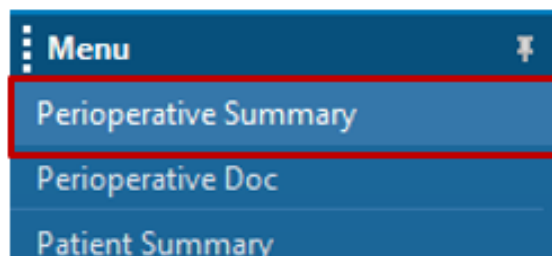 Menu
Perioperative Summary
Perioperative Doc
Patient Summary